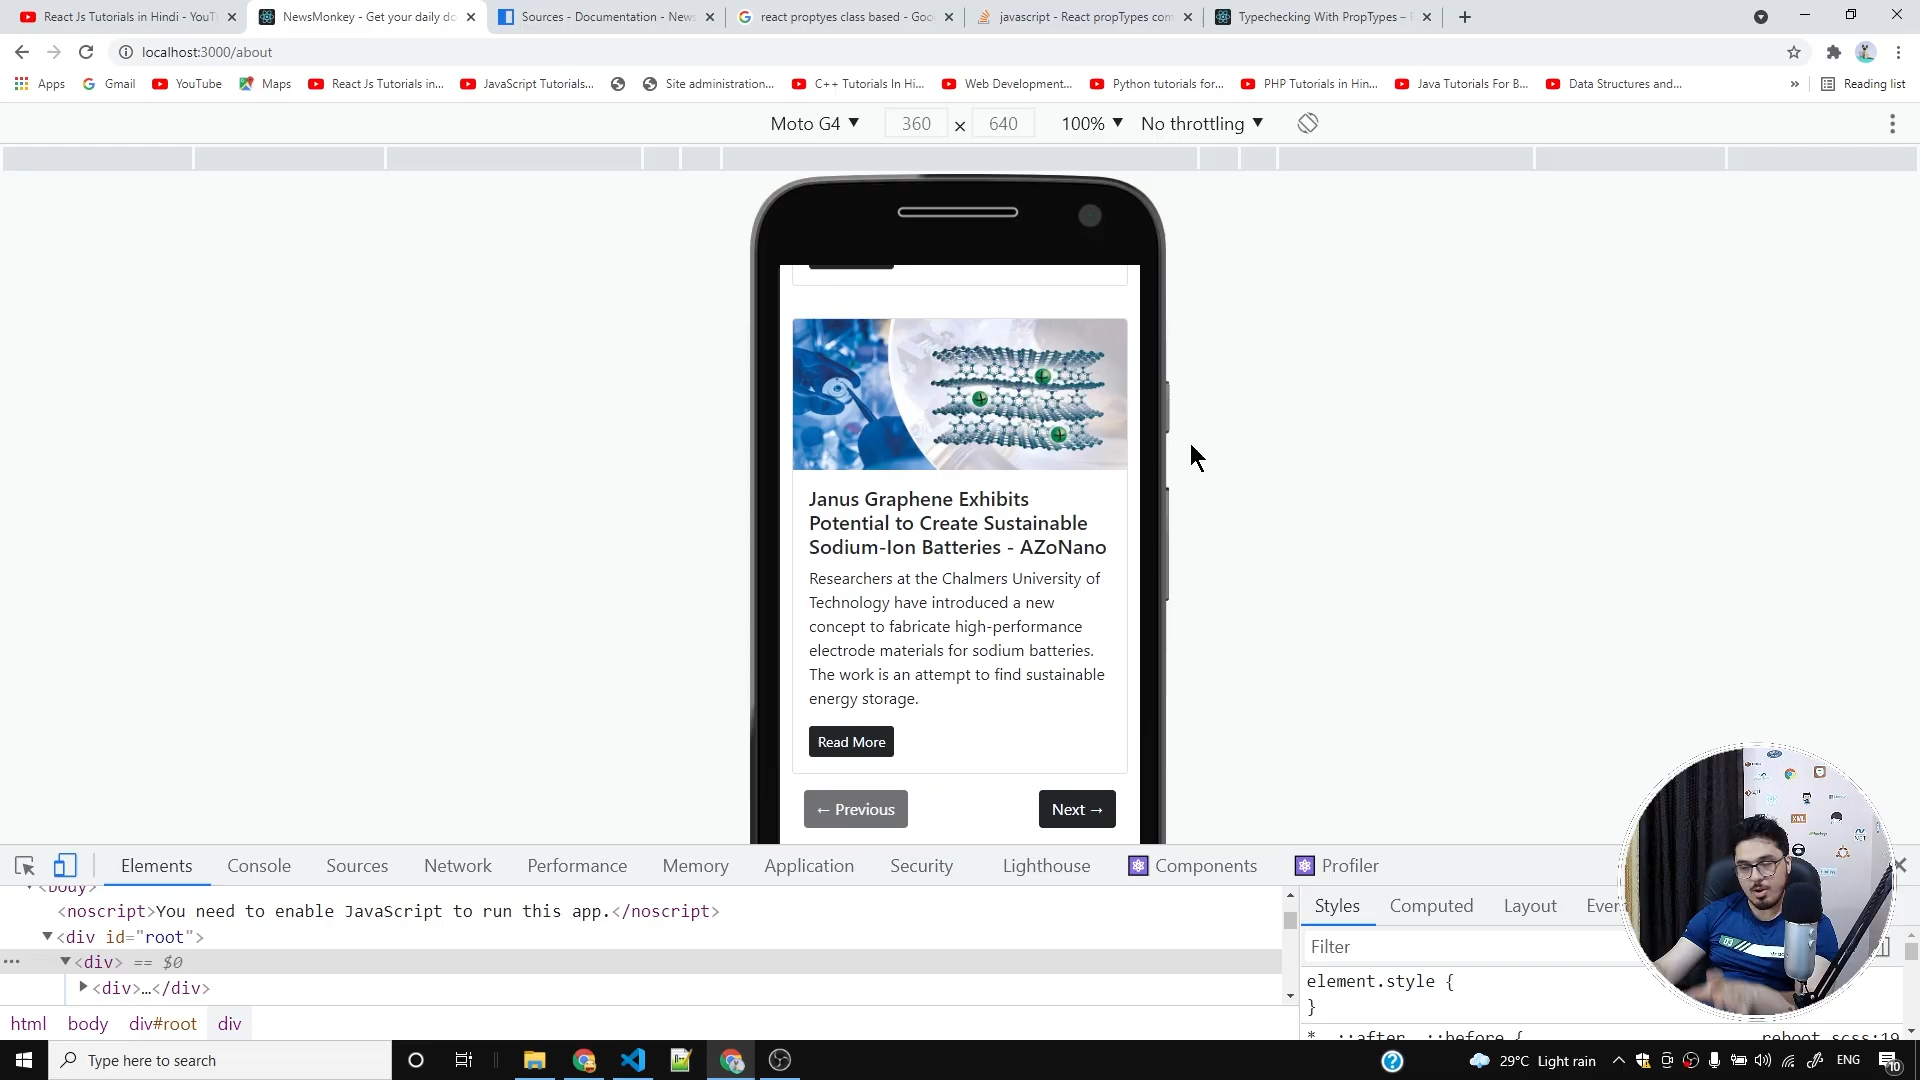 React Js Tutorials in Hindi - YouT
NewsMonkey - Get your daily do
Sources - Documentation - News
react proptyes class based - Goo
javascript - React propTypes com
Typechecking With PropTypes –
localhost:3000/about
Apps
Gmail
YouTube
Maps
React Js Tutorials in...
JavaScript Tutorials...
Site administration...
C++ Tutorials In Hi...
Web Development...
Python tutorials for...
PHP Tutorials in Hin...
Java Tutorials For B...
Data Structures and...
»
Reading list
Moto G4 ▼ 360 × 640 100% ▼ No throttling ▼
Janus Graphene Exhibits
Potential to Create Sustainable
Sodium-Ion Batteries - AZoNano
Researchers at the Chalmers University of
Technology have introduced a new
concept to fabricate high-performance
electrode materials for sodium batteries.
The work is an attempt to find sustainable
energy storage.
Read More
← Previous
Next →
Elements Console Sources Network Performance Memory Application Security Lighthouse Components Profiler
<body>
<noscript>You need to enable JavaScript to run this app.</noscript>
▼<div id="root">
... ▼<div> == $0
▶<div>…</div>
html body div#root div
Styles Computed Layout Even
Filter
element.style {
}
*, ::after, ::before { reboot.scss:19
Type here to search
29°C Light rain
ENG
10